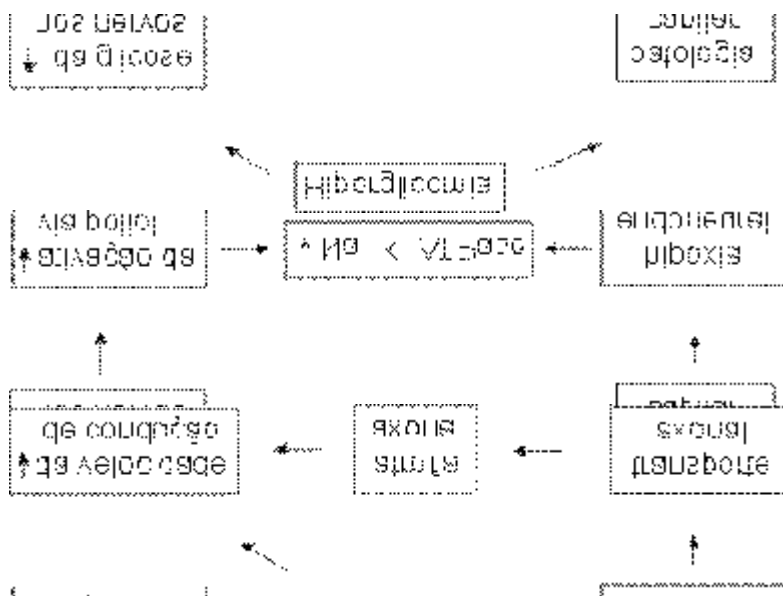 da velocidade
de condução
atrofia
transporte
axonal
ativação da
via poliol
Na K ATPase
hipoxia
endoneural
Hiperglicemia
da glicose
nos nervos
patologia
capilar